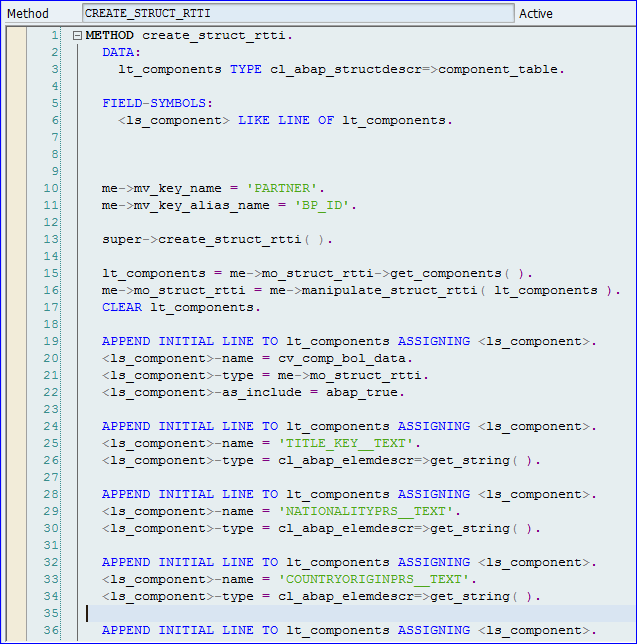 Method CREATE_STRUCT_RTTI Active
1 METHOD create_struct_rtti.
2 DATA:
3 lt_components TYPE cl_abap_structdescr=>component_table.
4
5 FIELD-SYMBOLS:
6 <ls_component> LIKE LINE OF lt_components.
7
8
9
10 me->mv_key_name = 'PARTNER'.
11 me->mv_key_alias_name = 'BP_ID'.
12
13 super->create_struct_rtti( ).
14
15 lt_components = me->mo_struct_rtti->get_components( ).
16 me->mo_struct_rtti = me->manipulate_struct_rtti( lt_components ).
17 CLEAR lt_components.
18
19 APPEND INITIAL LINE TO lt_components ASSIGNING <ls_component>.
20 <ls_component>-name = cv_comp_bol_data.
21 <ls_component>-type = me->mo_struct_rtti.
22 <ls_component>-as_include = abap_true.
23
24 APPEND INITIAL LINE TO lt_components ASSIGNING <ls_component>.
25 <ls_component>-name = 'TITLE_KEY__TEXT'.
26 <ls_component>-type = cl_abap_elemdescr=>get_string( ).
27
28 APPEND INITIAL LINE TO lt_components ASSIGNING <ls_component>.
29 <ls_component>-name = 'NATIONALITYPRS__TEXT'.
30 <ls_component>-type = cl_abap_elemdescr=>get_string( ).
31
32 APPEND INITIAL LINE TO lt_components ASSIGNING <ls_component>.
33 <ls_component>-name = 'COUNTRYORIGINPRS__TEXT'.
34 <ls_component>-type = cl_abap_elemdescr=>get_string( ).
35
36 APPEND INITIAL LINE TO lt_components ASSIGNING <ls_component>.